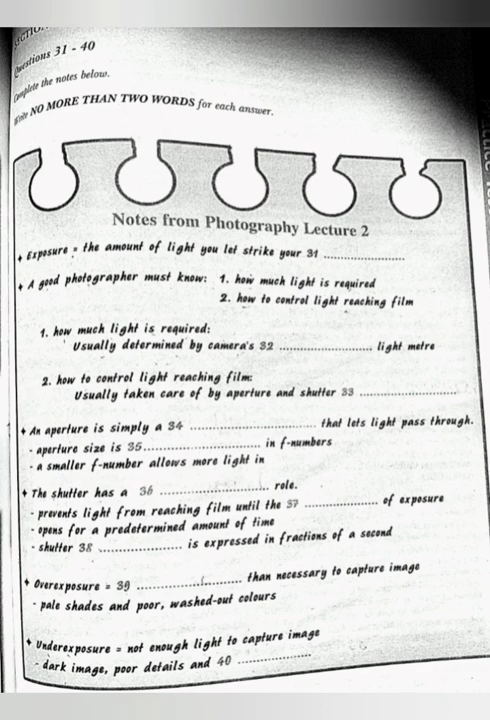 Questions 31 - 40
Complete the notes below.
Write NO MORE THAN TWO WORDS for each answer.
Notes from Photography Lecture 2
♦ Exposure = the amount of light you let strike your 31 ....................
♦ A good photographer must know: 1. how much light is required
2. how to control light reaching film
1. how much light is required:
Usually determined by camera's 32 ........................ light metre
2. how to control light reaching film:
Usually taken care of by aperture and shutter 33 ........................
♦ An aperture is simply a 34 ................................ that lets light pass through.
- aperture size is 35.............................. in f-numbers
- a smaller f-number allows more light in
♦ The shutter has a 36 ............................ role.
- prevents light from reaching film until the 37 .................... of exposure
- opens for a predetermined amount of time
- shutter 38 ...................... is expressed in fractions of a second
♦ Overexposure = 39 ............................ than necessary to capture image
- pale shades and poor, washed-out colours
♦ Underexposure = not enough light to capture image
- dark image, poor details and 40 ....................